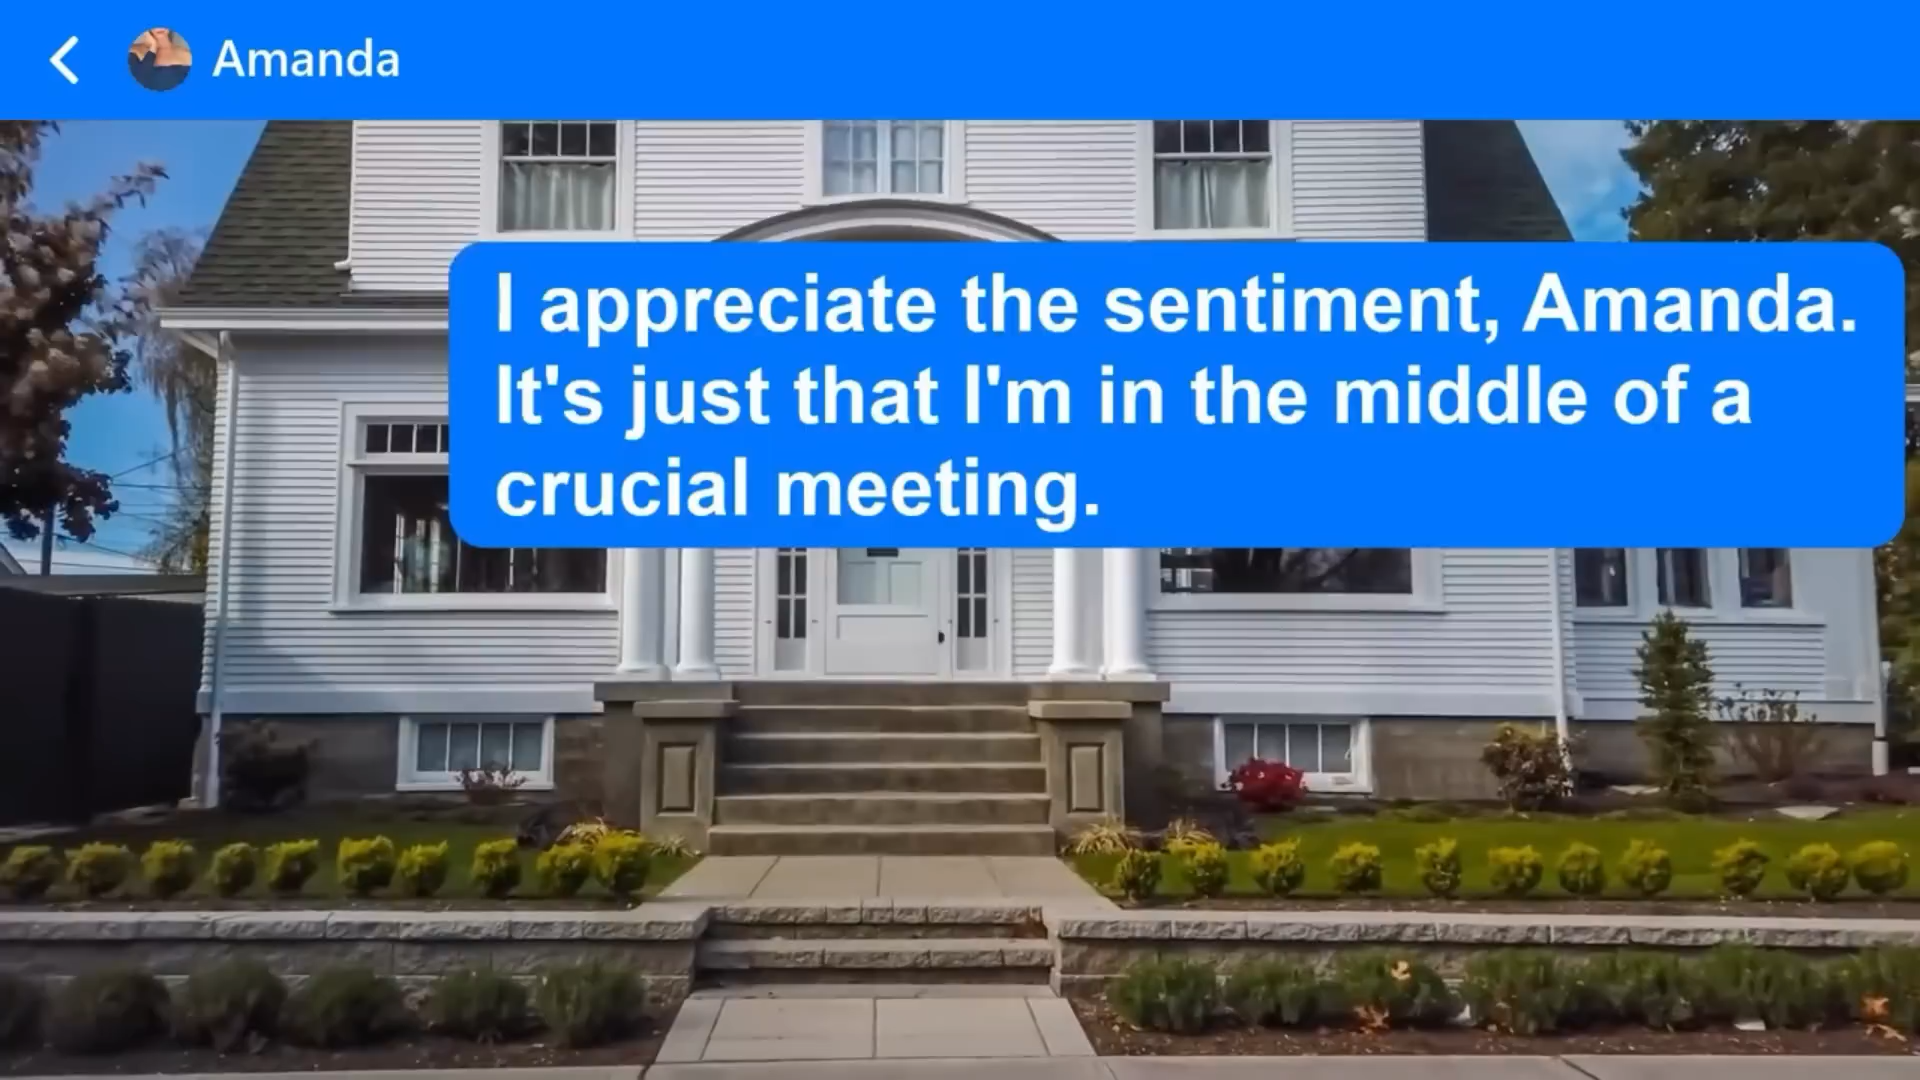 Amanda
I appreciate the sentiment, Amanda.
It's just that I'm in the middle of a
crucial meeting.